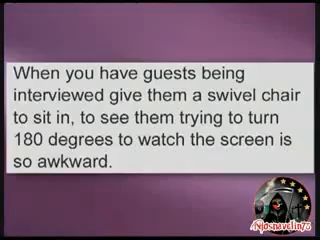 When you have guests being
interviewed give them a swivel chair
to sit in, to see them trying to turn
180 degrees to watch the screen is
so awkward.